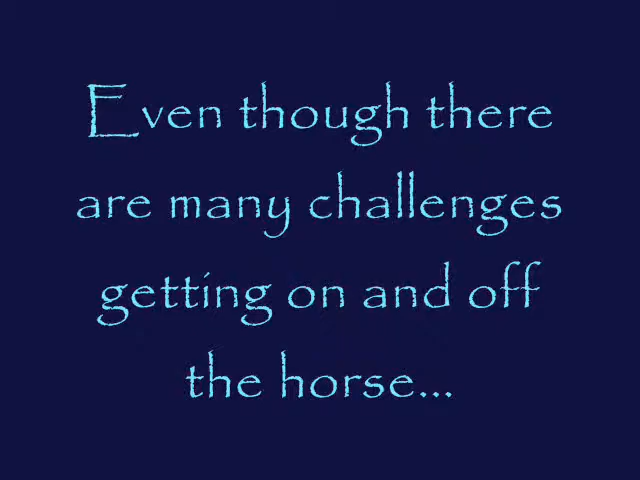 Even though there
are many challenges
getting on and off
the horse...